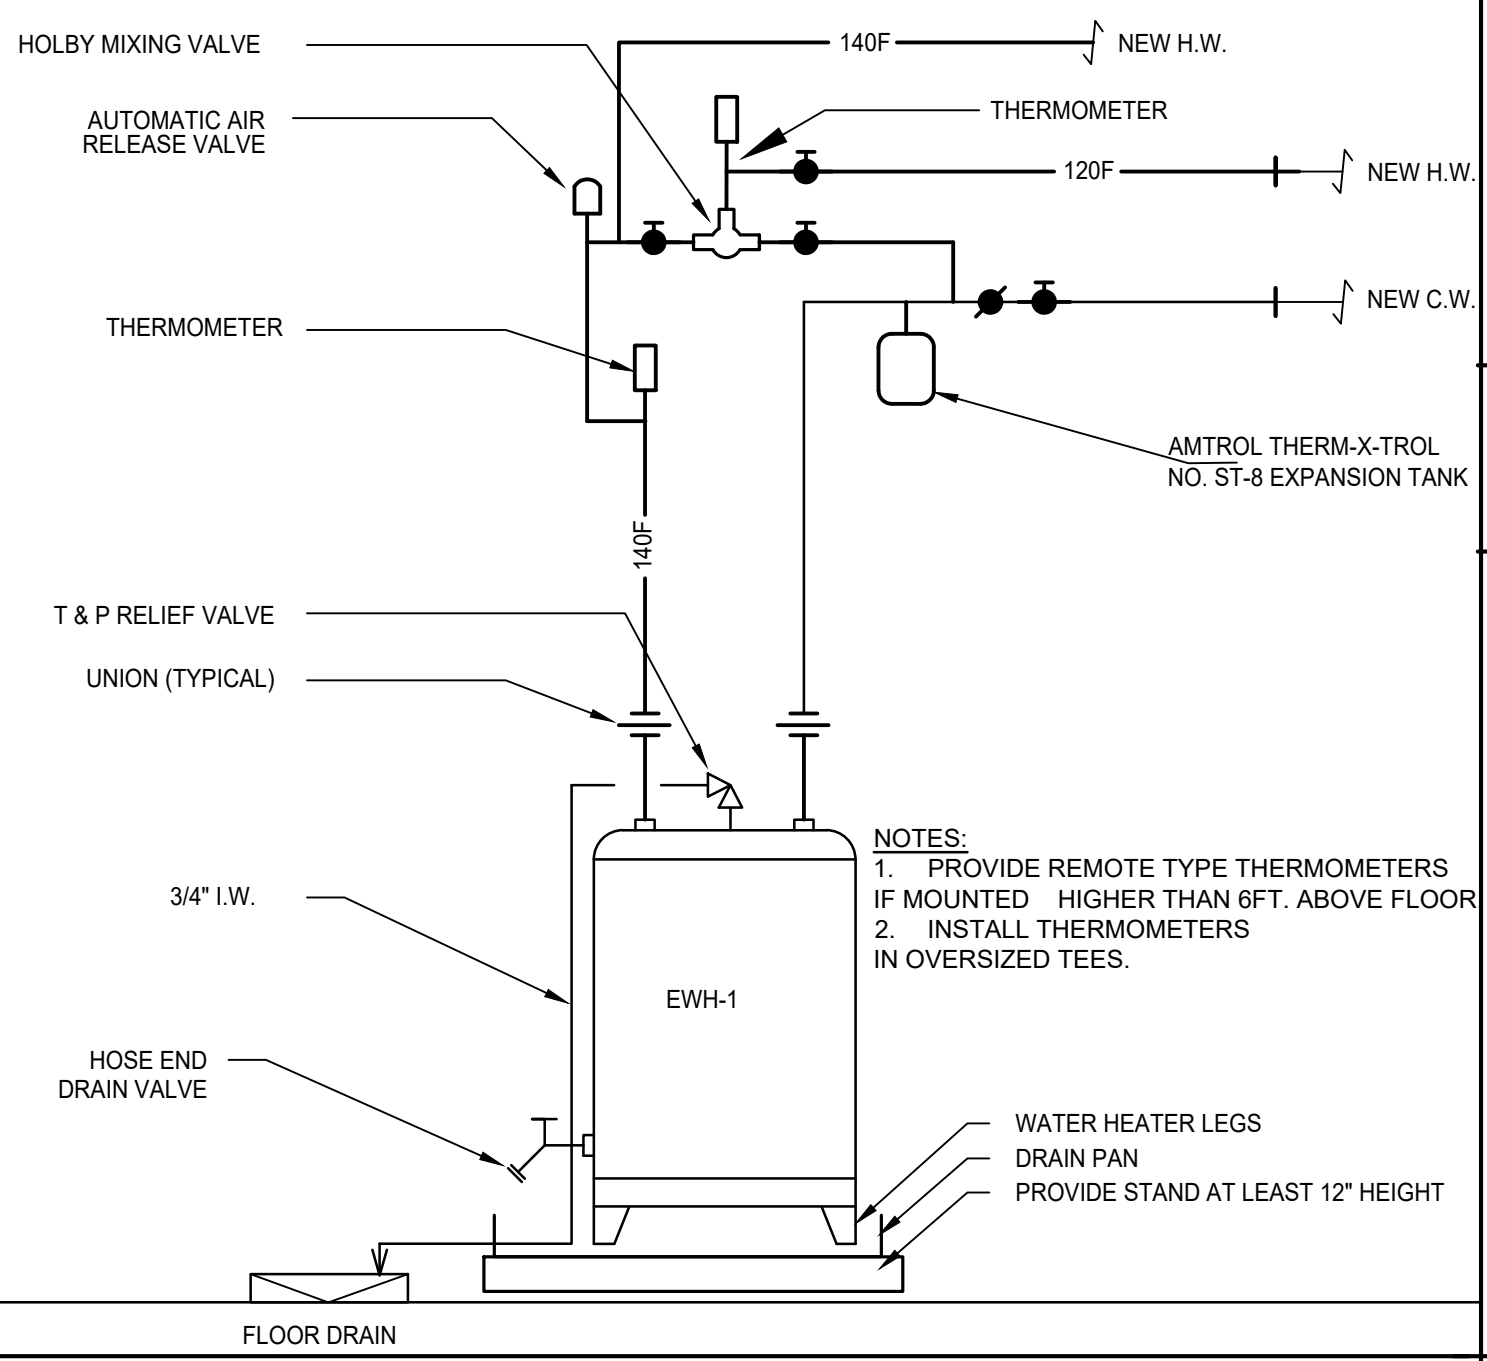 HOLBY MIXING VALVE
140F
NEW H.W.
AUTOMATIC AIR
RELEASE VALVE
THERMOMETER
120F
NEW H.W.
NEW C.W.
THERMOMETER
AMTROL THERM-X-TROL
NO. ST-8 EXPANSION TANK
140F
T & P RELIEF VALVE
UNION (TYPICAL)
NOTES:
1. PROVIDE REMOTE TYPE THERMOMETERS
IF MOUNTED HIGHER THAN 6FT. ABOVE FLOOR
2. INSTALL THERMOMETERS
IN OVERSIZED TEES.
3/4" I.W.
EWH-1
HOSE END
DRAIN VALVE
WATER HEATER LEGS
DRAIN PAN
PROVIDE STAND AT LEAST 12" HEIGHT
FLOOR DRAIN